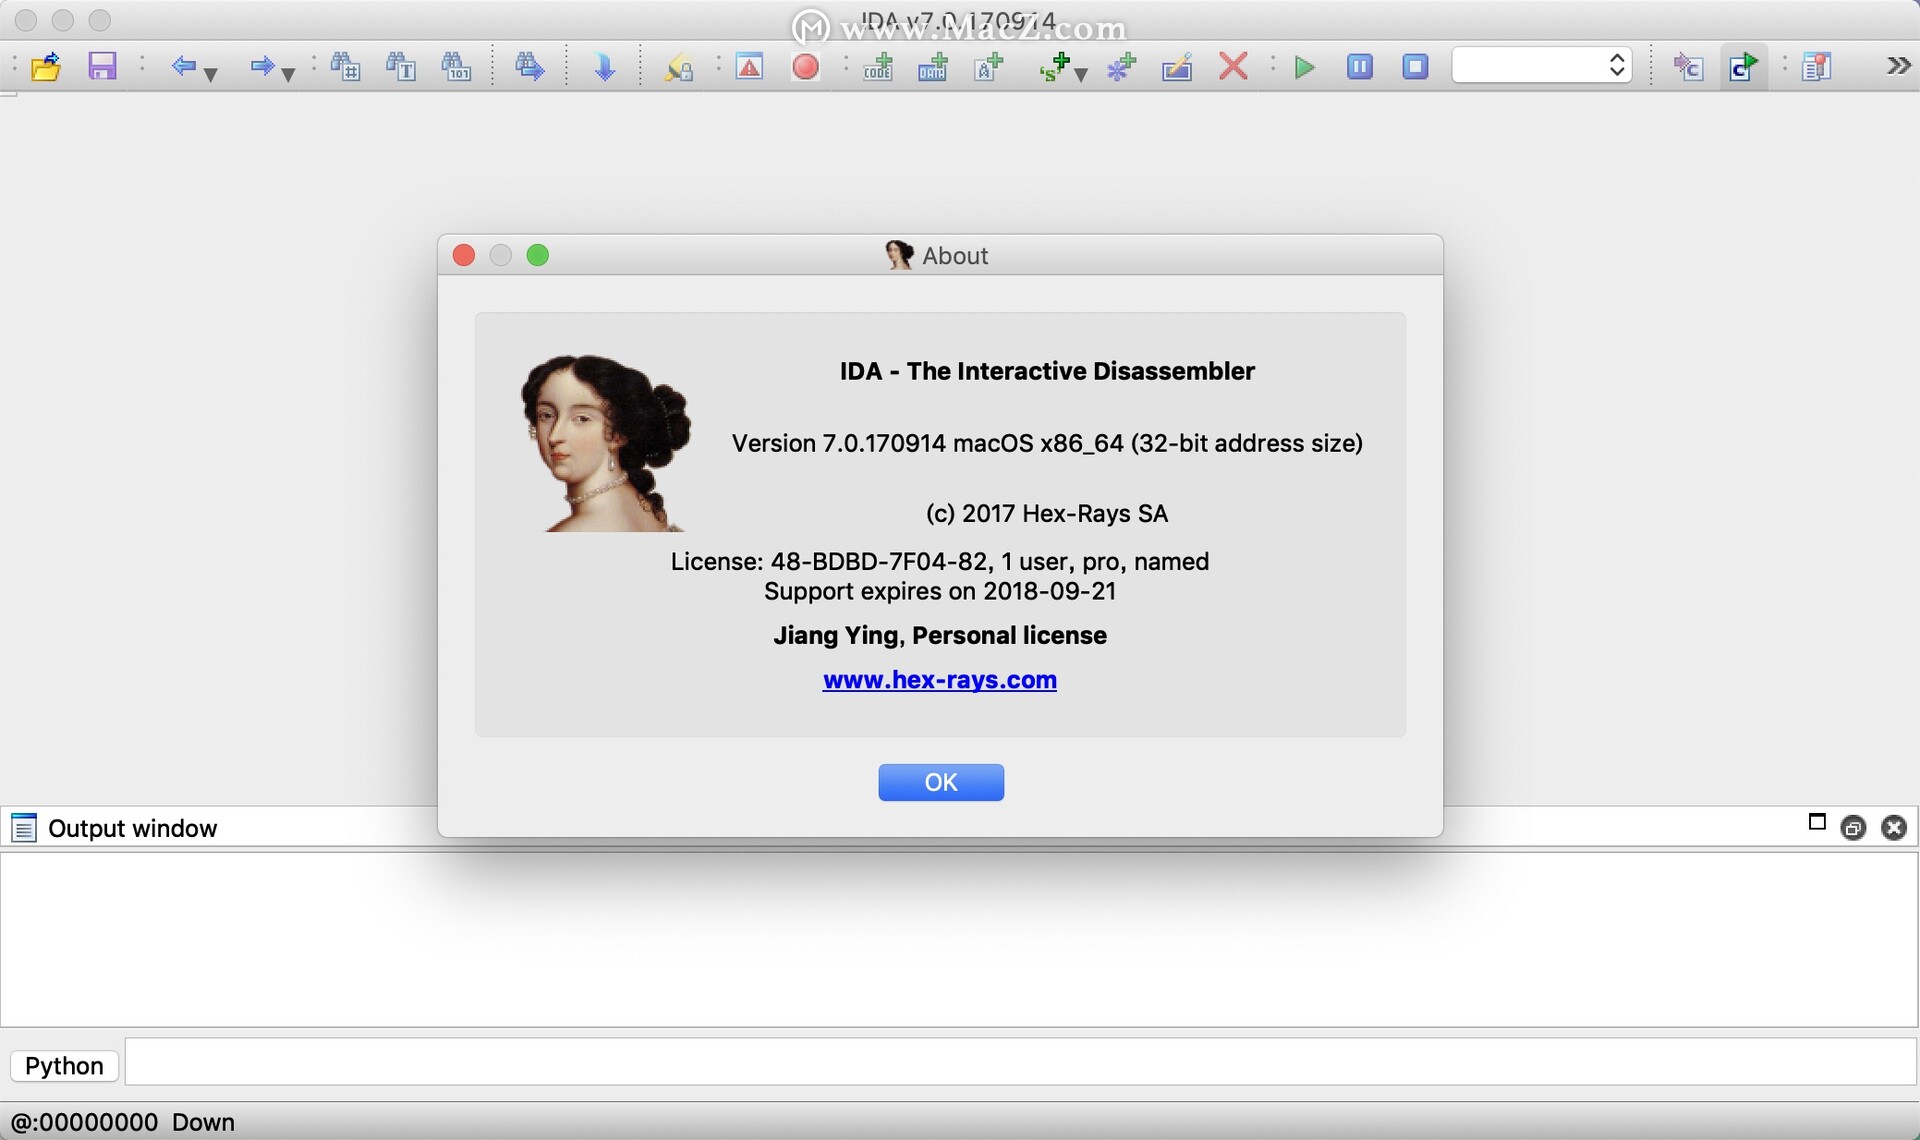 IDA v7.0.170914
www.MacZ.com
CODE
DATA
About
IDA - The Interactive Disassembler
Version 7.0.170914 macOS x86_64 (32-bit address size)
(c) 2017 Hex-Rays SA
License: 48-BDBD-7F04-82, 1 user, pro, named
Support expires on 2018-09-21
Jiang Ying, Personal license
www.hex-rays.com
OK
Output window
Python
@:00000000 Down